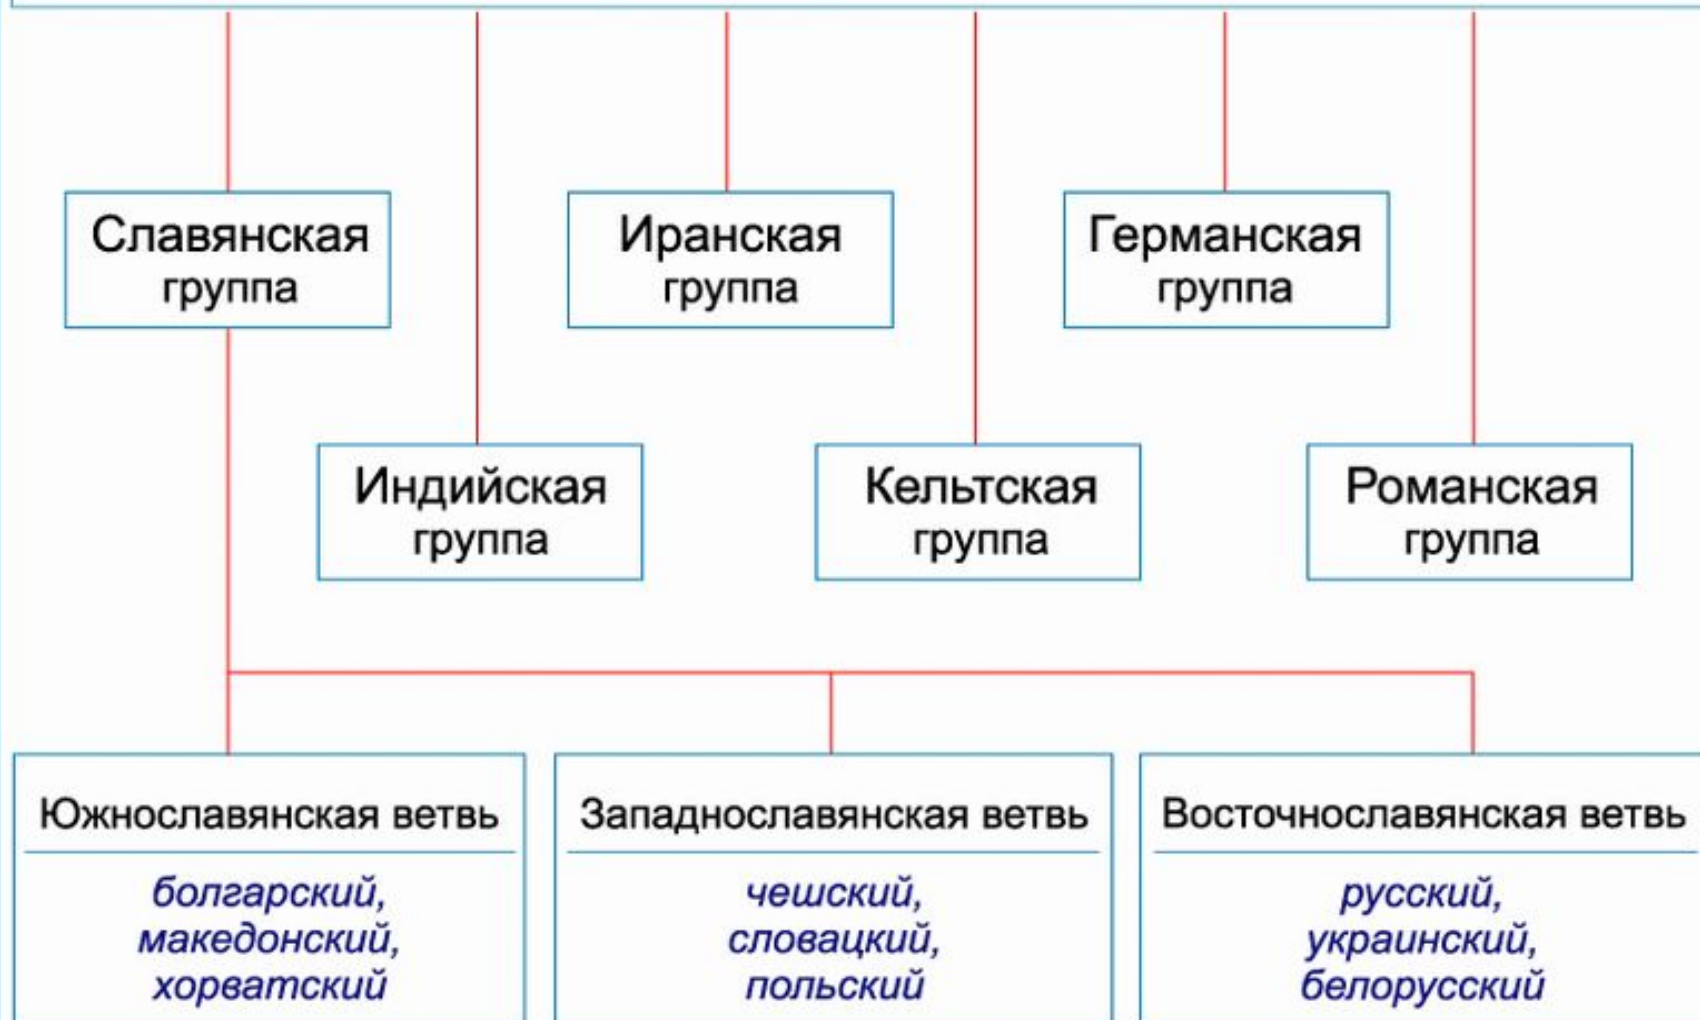 Славянская
группа
Иранская
группа
Германская
группа
Индийская
группа
Кельтская
группа
Романская
группа
Южнославянская ветвь
болгарский,
македонский,
хорватский
Западнославянская ветвь
чешский,
словацкий,
польский
Восточнославянская ветвь
русский,
украинский,
белорусский